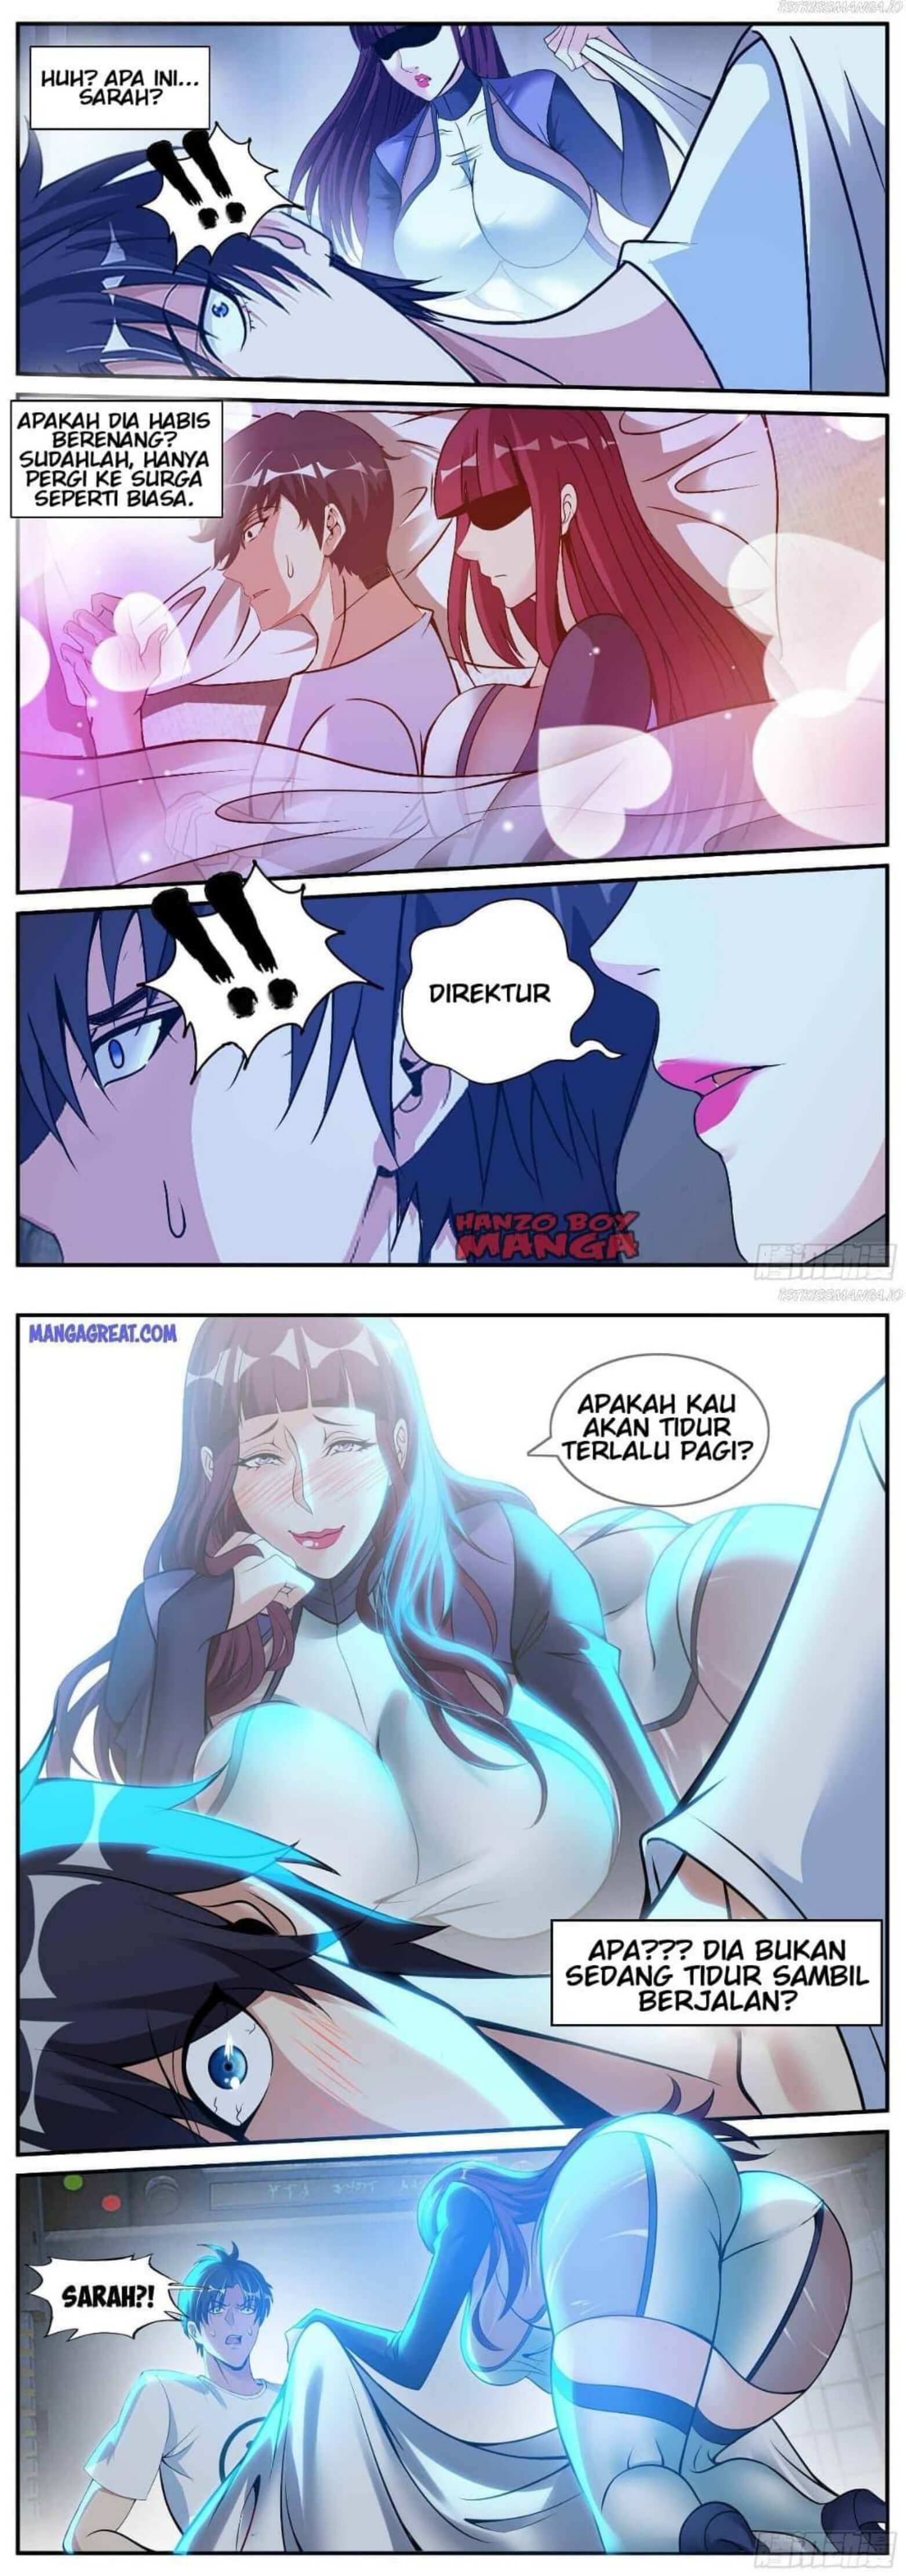 HUH? APA INI...
SARAH?
!!
APAKAH DIA HABIS
BERENANG?
SUDAHLAH, HANYA
PERGI KE SURGA
SEPERTI BIASA.
!!
DIREKTUR
HANZO BOY
MANGA
MANGAGREAT.COM
APAKAH KAU
AKAN TIDUR
TERLALU PAGI?
APA??? DIA BUKAN
SEDANG TIDUR SAMBIL
BERJALAN?
SARAH?!